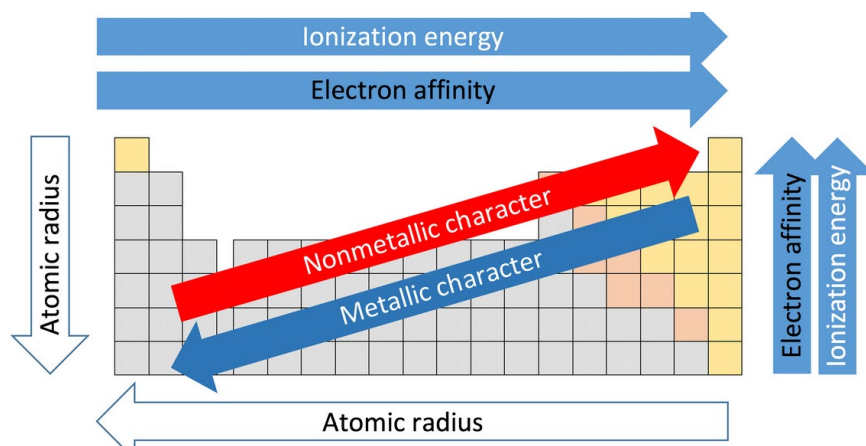 Ionization energy
Electron affinity
Atomic radius
Nonmetallic character
Metallic character
Electron affinity
Ionization energy
Atomic radius